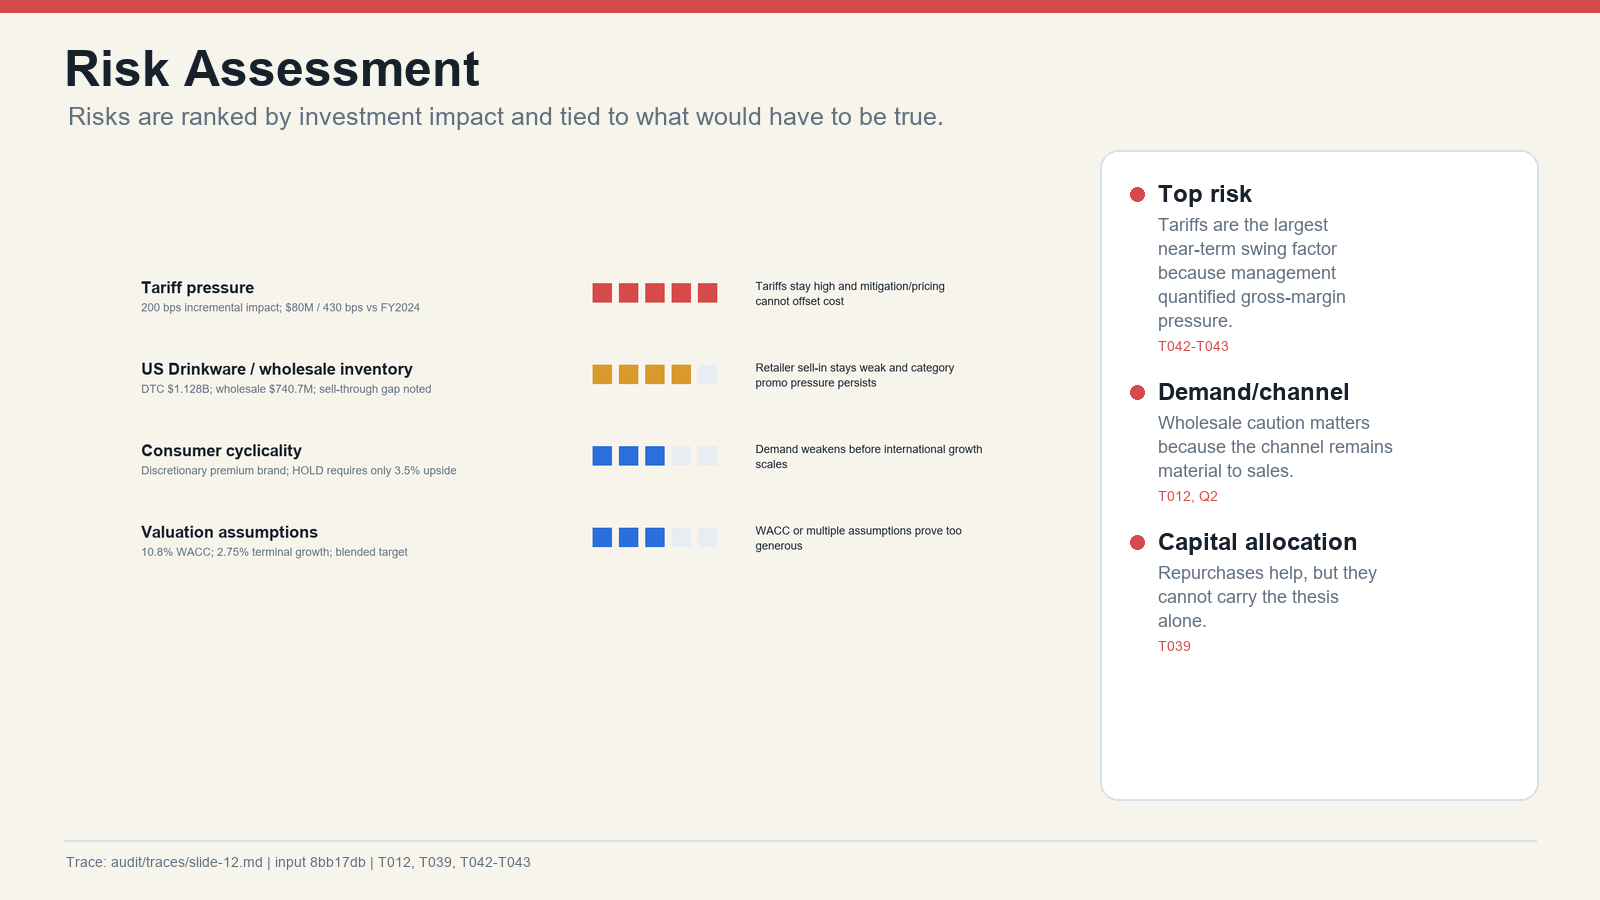 Risk Assessment
Risks are ranked by investment impact and tied to what would have to be true.
Tariff pressure
200 bps incremental impact; $80M / 430 bps vs FY2024
Tariffs stay high and mitigation/pricing
cannot offset cost
US Drinkware / wholesale inventory
DTC $1.128B; wholesale $740.7M; sell-through gap noted
Retailer sell-in stays weak and category
promo pressure persists
Consumer cyclicality
Discretionary premium brand; HOLD requires only 3.5% upside
Demand weakens before international growth
scales
Valuation assumptions
10.8% WACC; 2.75% terminal growth; blended target
WACC or multiple assumptions prove too
generous
Top risk
Tariffs are the largest
near-term swing factor
because management
quantified gross-margin
pressure.
T042-T043
Demand/channel
Wholesale caution matters
because the channel remains
material to sales.
T012, Q2
Capital allocation
Repurchases help, but they
cannot carry the thesis
alone.
T039
Trace: audit/traces/slide-12.md | input 8bb17db | T012, T039, T042-T043